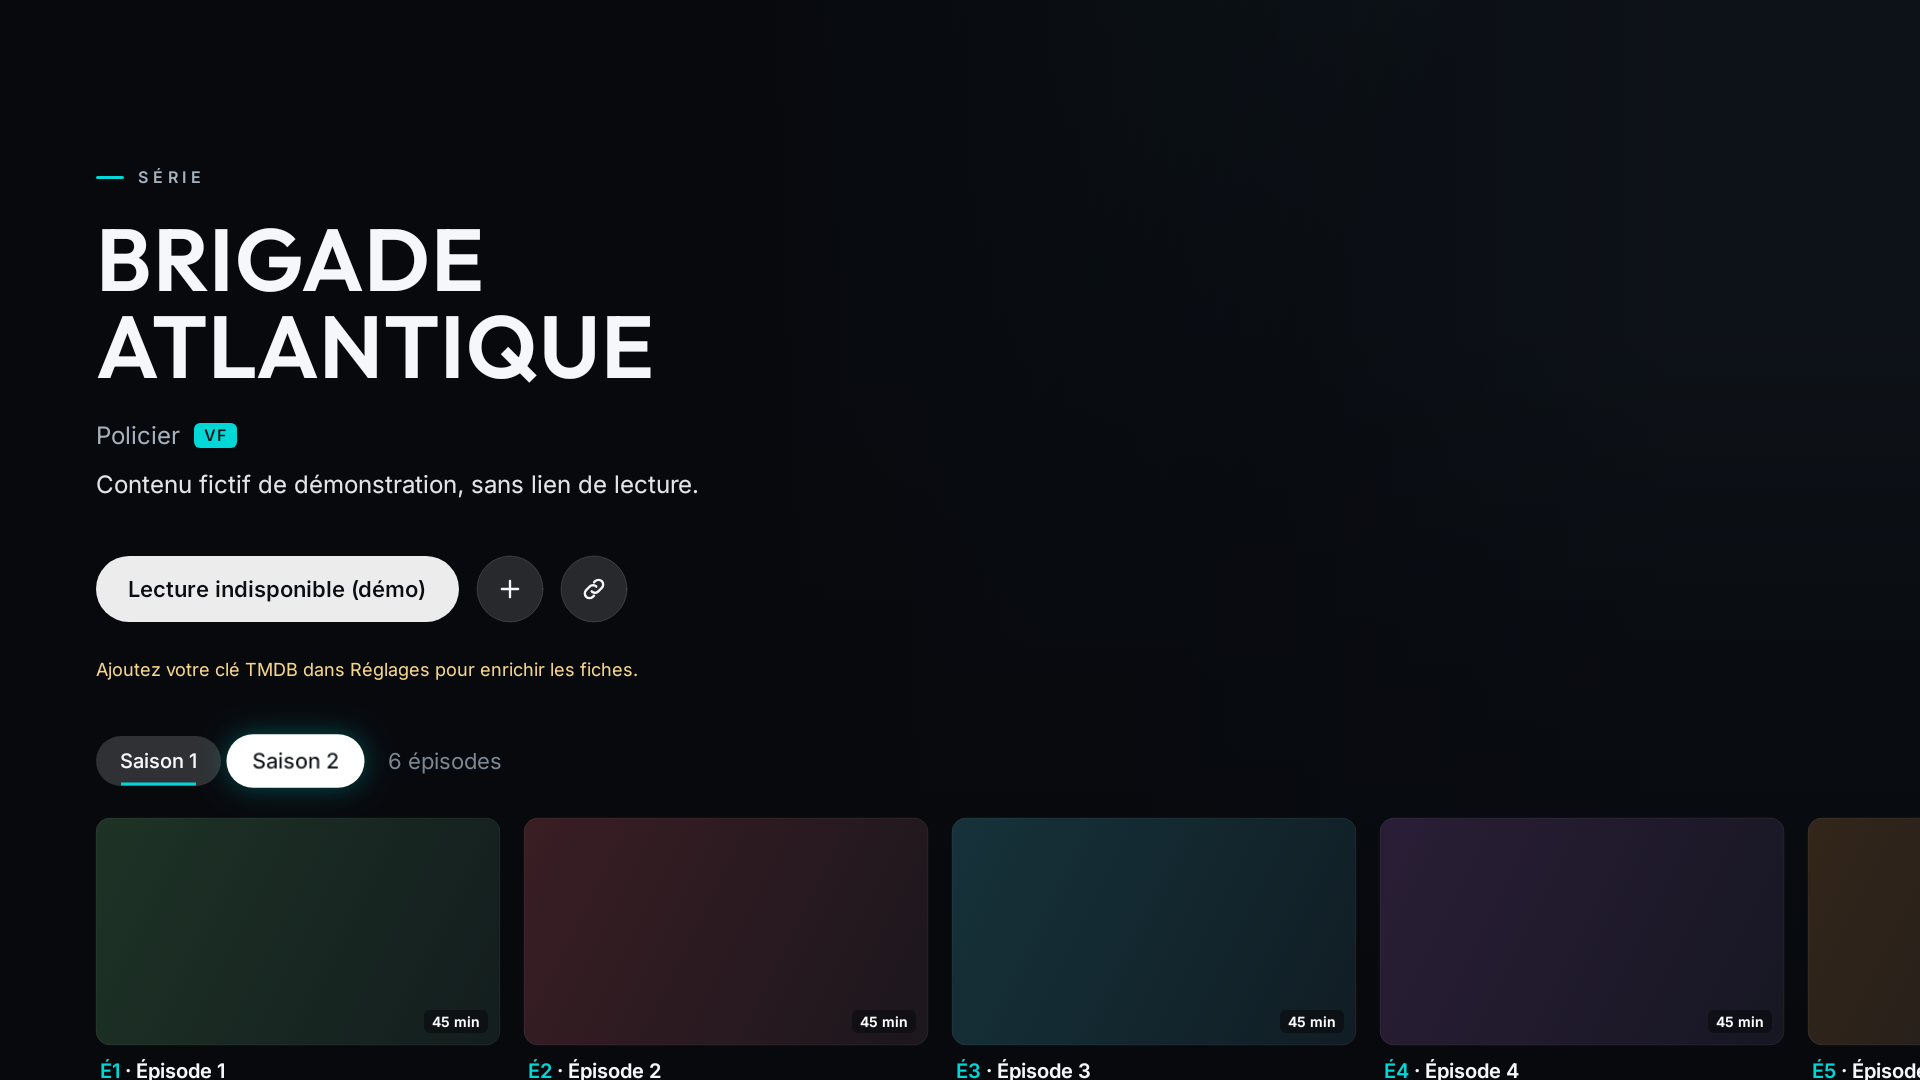 SÉRIE
BRIGADE
ATLANTIQUE
Policier VF
Contenu fictif de démonstration, sans lien de lecture.
Lecture indisponible (démo)
Ajoutez votre clé TMDB dans Réglages pour enrichir les fiches.
Saison 1 Saison 2 6 épisodes
45 min 45 min 45 min 45 min
É1 · Épisode 1 É2 · Épisode 2 É3 · Épisode 3 É4 · Épisode 4 É5 · Épisode